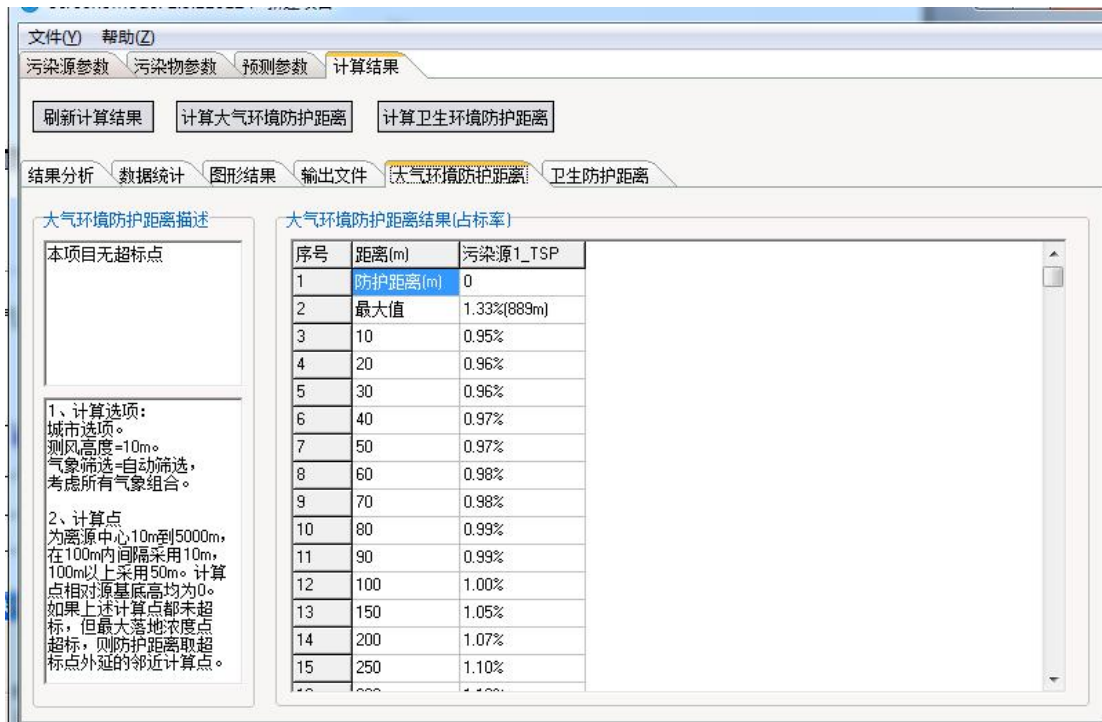 文件(Y) 帮助(Z)
污染源参数 污染物参数 预测参数 计算结果
刷新计算结果 计算大气环境防护距离 计算卫生环境防护距离
结果分析 数据统计 图形结果 输出文件 大气环境防护距离 卫生防护距离
大气环境防护距离描述
本项目无超标点
1、计算选项:
城市选项。
测风高度=10m。
气象筛选=自动筛选,
考虑所有气象组合。
2、计算点
为离源中心10m到5000m,
在100m内间隔采用10m,
100m以上采用50m。计算
点相对源基底高均为0。
如果上述计算点都未超
标,但最大落地浓度点
超标,则防护距离取超
标点外延的邻近计算点。
大气环境防护距离结果(占标率)
序号 距离(m) 污染源1_TSP
1 防护距离(m) 0
2 最大值 1.33%(889m)
3 10 0.95%
4 20 0.96%
5 30 0.96%
6 40 0.97%
7 50 0.97%
8 60 0.98%
9 70 0.98%
10 80 0.99%
11 90 0.99%
12 100 1.00%
13 150 1.05%
14 200 1.07%
15 250 1.10%